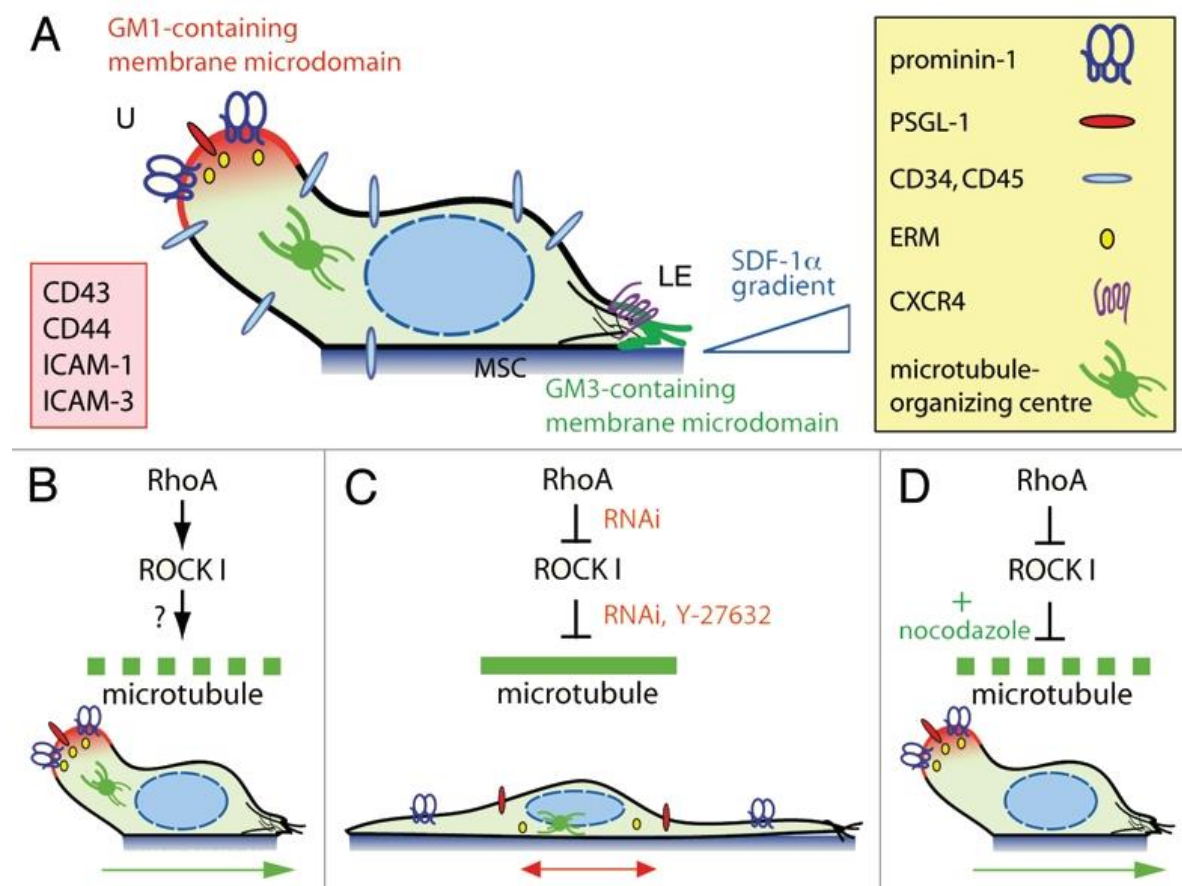 A
GM1-containing
membrane microdomain
U
CD43
CD44
ICAM-1
ICAM-3
LE
MSC
SDF-1α
gradient
GM3-containing
membrane microdomain
prominin-1
PSGL-1
CD34, CD45
ERM
CXCR4
microtubule-
organizing centre
B
RhoA
ROCK I
?
microtubule
C
RhoA
RNAi
ROCK I
RNAi, Y-27632
microtubule
D
RhoA
ROCK I
+
nocodazole
microtubule